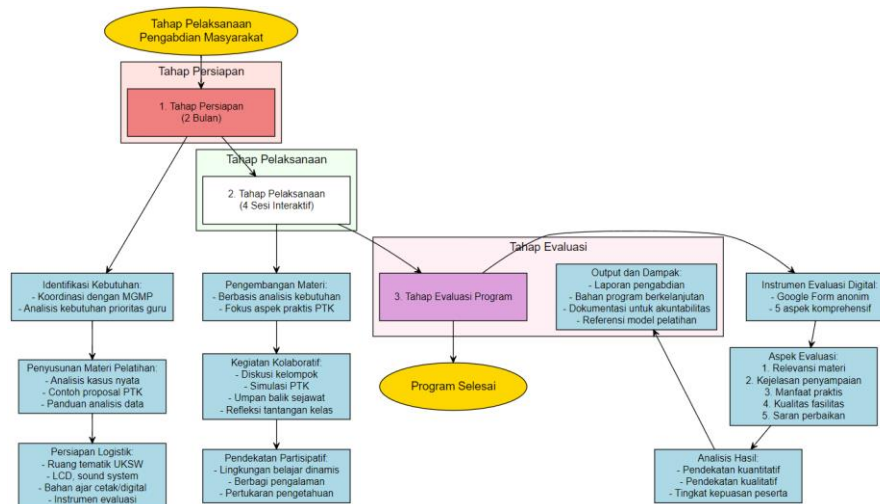 Tahap Pelaksanaan
Pengabdian Masyarakat
Tahap Persiapan
1. Tahap Persiapan
(2 Bulan)
Tahap Pelaksanaan
2. Tahap Pelaksanaan
(4 Sesi Interaktif)
Tahap Evaluasi
3. Tahap Evaluasi Program
Program Selesai
Identifikasi Kebutuhan:
- Koordinasi dengan MGMP
- Analisis kebutuhan prioritas guru
Penyusunan Materi Pelatihan:
- Analisis kasus nyata
- Contoh proposal PTK
- Panduan analisis data
Persiapan Logistik:
- Ruang tematik UKSW
- LCD, sound system
- Bahan ajar cetak/digital
- Instrumen evaluasi
Pengembangan Materi:
- Berbasis analisis kebutuhan
- Fokus aspek praktis PTK
Kegiatan Kolaboratif:
- Diskusi kelompok
- Simulasi PTK
- Umpan balik sejawat
- Refleksi tantangan kelas
Pendekatan Partisipatif:
- Lingkungan belajar dinamis
- Berbagi pengalaman
- Pertukaran pengetahuan
Output dan Dampak:
- Laporan pengabdian
- Bahan program berkelanjutan
- Dokumentasi untuk akuntabilitas
- Referensi model pelatihan
Instrumen Evaluasi Digital:
- Google Form anonim
- 5 aspek komprehensif
Aspek Evaluasi:
1. Relevansi materi
2. Kejelasan penyampaian
3. Manfaat praktis
4. Kualitas fasilitas
5. Saran perbaikan
Analisis Hasil:
- Pendekatan kuantitatif
- Pendekatan kualitatif
- Tingkat kepuasan peserta